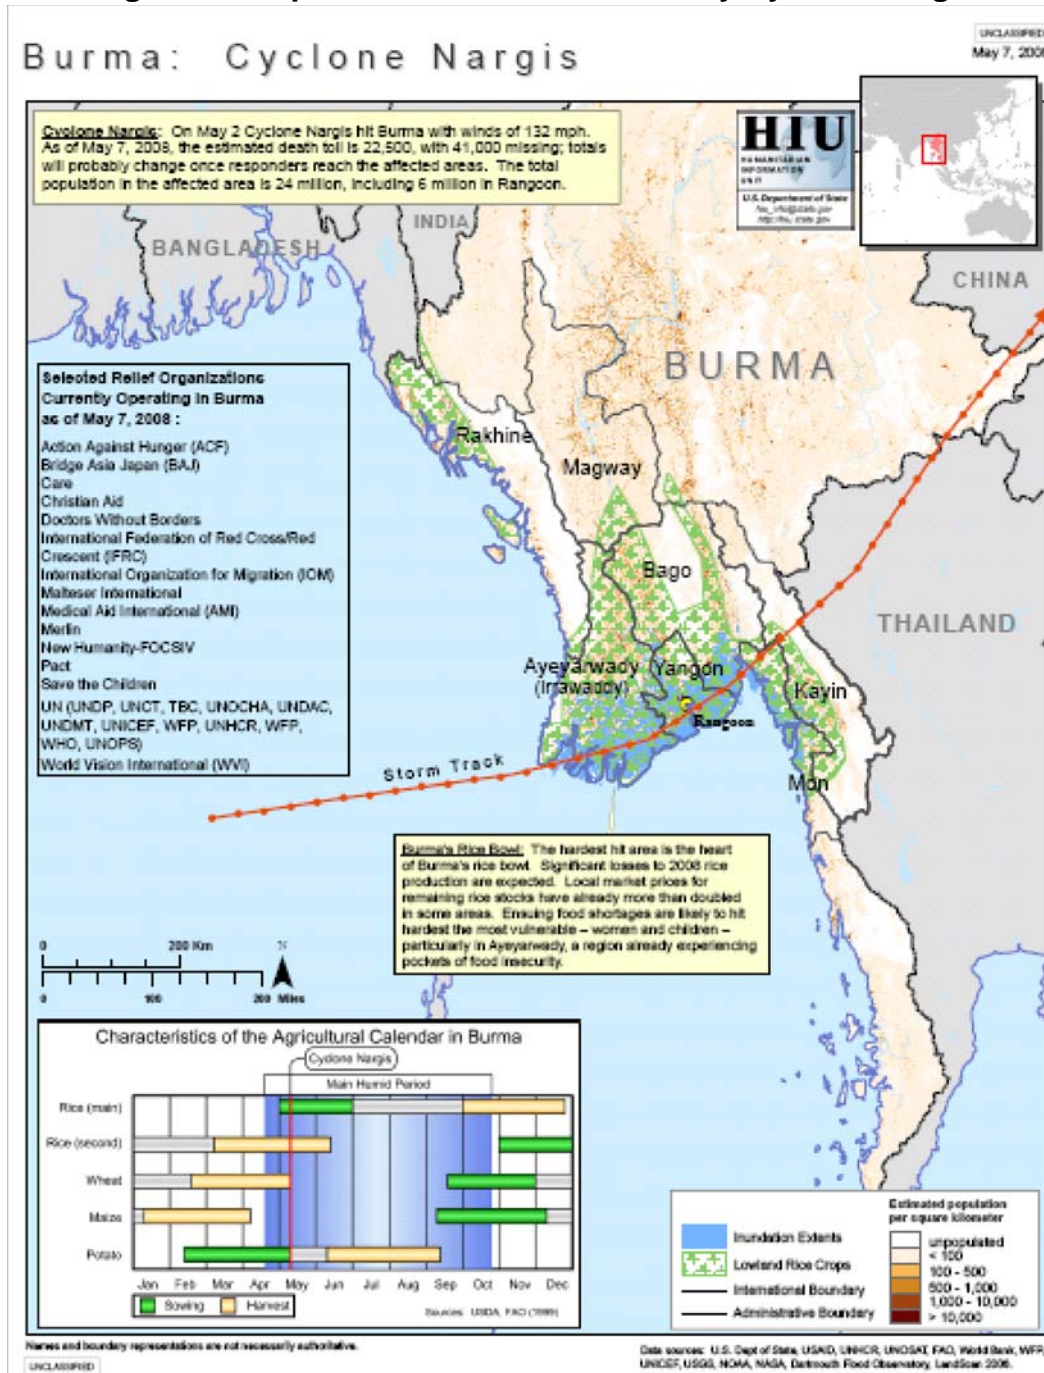 UNCLASSIFIED
May 7, 2008
Burma: Cyclone Nargis
Cyclone Nargis: On May 2 Cyclone Nargis hit Burma with winds of 132 mph.
As of May 7, 2008, the estimated death toll is 22,500, with 41,000 missing; totals
will probably change once responders reach the affected areas. The total
population in the affected area is 24 million, including 6 million in Rangoon.
HIU
HUMANITARIAN
INFORMATION
UNIT
U.S. Department of State
INDIA
BANGLADESH
CHINA
BURMA
Selected Relief Organizations
Currently Operating in Burma
as of May 7, 2008 :
Action Against Hunger (ACF)
Bridge Asia Japan (BAJ)
Care
Christian Aid
Doctors Without Borders
International Federation of Red Cross/Red
Crescent (IFRC)
International Organization for Migration (IOM)
Malteser International
Medical Aid International (AMI)
Merlin
New Humanity-FOCSIV
Pact
Save the Children
UN (UNDP, UNCT, TBC, UNOCHA, UNDAC,
UNDMT, UNICEF, WFP, UNHCR, WFP,
WHO, UNOPS)
World Vision International (WVI)
Rakhine
Magway
Bago
THAILAND
Ayeyarwady
(Irrawaddy)
Yangon
Kayin
Rangoon
Mon
Storm Track
Burma's Rice Bowl: The hardest hit area is the heart
of Burma's rice bowl. Significant losses to 2008 rice
production are expected. Local market prices for
remaining rice stocks have already more than doubled
in some areas. Ensuing food shortages are likely to hit
hardest the most vulnerable – women and children –
particularly in Ayeyarwady, a region already experiencing
pockets of food insecurity.
0 200 Km N
0 100 200 Miles
Characteristics of the Agricultural Calendar in Burma
Cyclone Nargis
Main Humid Period
Rice (main)
Rice (second)
Wheat
Maize
Potato
Jan Feb Mar Apr May Jun Jul Aug Sep Oct Nov Dec
Sowing Harvest
Sources: USDA, FAO (1999)
Inundation Extents
Lowland Rice Crops
International Boundary
Administrative Boundary
Estimated population
per square kilometer
unpopulated
< 100
100 - 500
500 - 1,000
1,000 - 10,000
> 10,000
Names and boundary representations are not necessarily authoritative.
UNCLASSIFIED
Data sources: U.S. Dept of State, USAID, UNHCR, UNOSAT, FAO, World Bank, WFP,
UNICEF, USGS, NOAA, NASA, Dartmouth Flood Observatory, LandScan 2006.